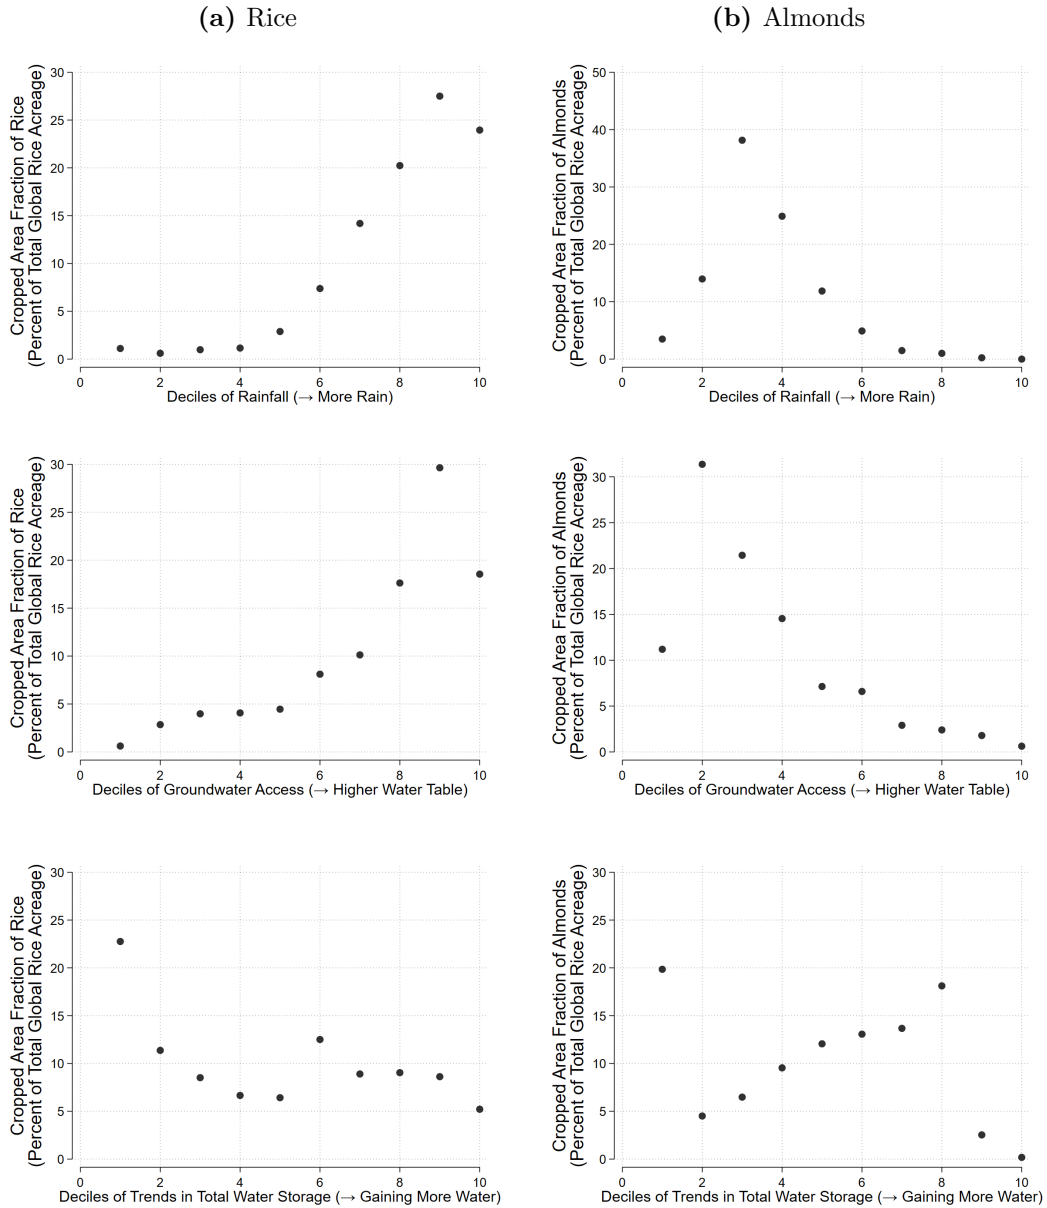 (a) Rice
(b) Almonds
Cropped Area Fraction of Rice
(Percent of Total Global Rice Acreage)
30
25
20
15
10
5
0
0 2 4 6 8 10
Deciles of Rainfall (→ More Rain)
Cropped Area Fraction of Almonds
(Percent of Total Global Rice Acreage)
50
40
30
20
10
0
0 2 4 6 8 10
Deciles of Rainfall (→ More Rain)
Cropped Area Fraction of Rice
(Percent of Total Global Rice Acreage)
30
25
20
15
10
5
0
0 2 4 6 8 10
Deciles of Groundwater Access (→ Higher Water Table)
Cropped Area Fraction of Almonds
(Percent of Total Global Rice Acreage)
30
25
20
15
10
5
0
0 2 4 6 8 10
Deciles of Groundwater Access (→ Higher Water Table)
Cropped Area Fraction of Rice
(Percent of Total Global Rice Acreage)
30
25
20
15
10
5
0
0 2 4 6 8 10
Deciles of Trends in Total Water Storage (→ Gaining More Water)
Cropped Area Fraction of Almonds
(Percent of Total Global Rice Acreage)
30
25
20
15
10
5
0
0 2 4 6 8 10
Deciles of Trends in Total Water Storage (→ Gaining More Water)